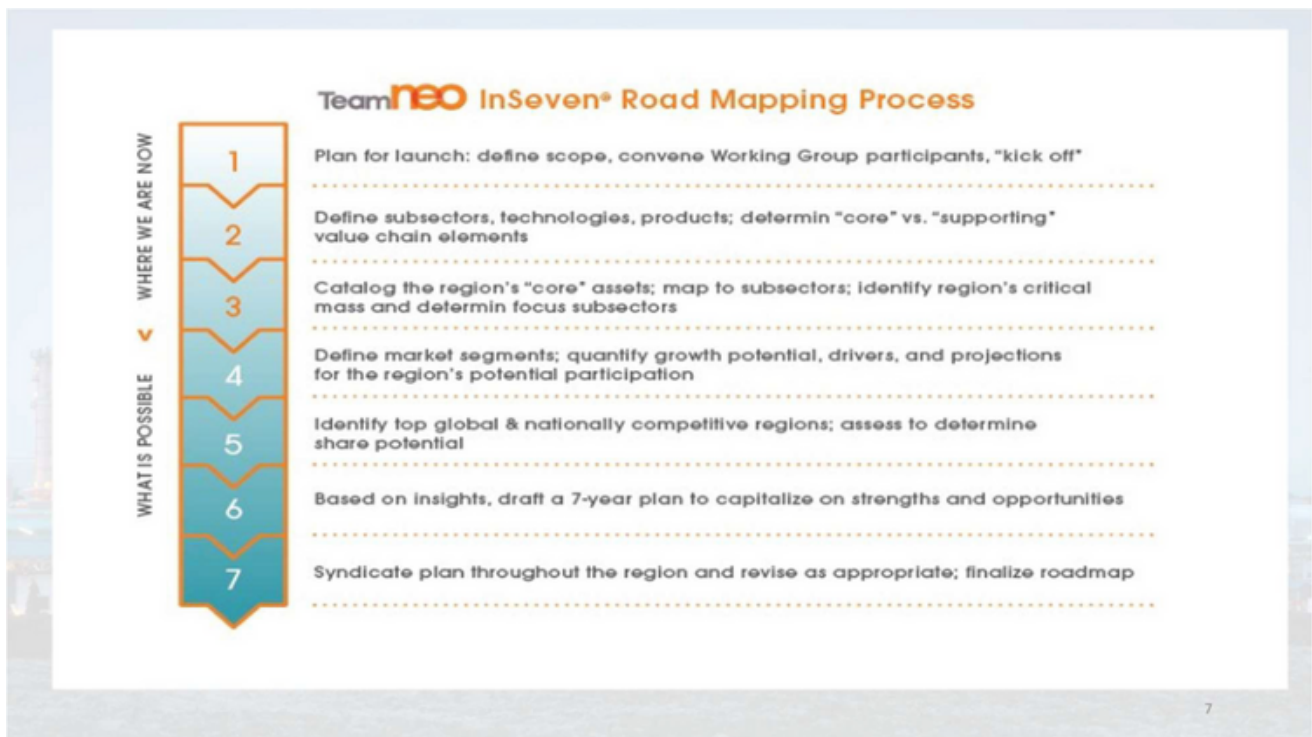 Teamneo InSeven® Road Mapping Process
WHERE WE ARE NOW
v
WHAT IS POSSIBLE
1
Plan for launch: define scope, convene Working Group participants, "kick off"
2
Define subsectors, technologies, products; determin "core" vs. "supporting"
value chain elements
3
Catalog the region's "core" assets; map to subsectors; identify region's critical
mass and determin focus subsectors
4
Define market segments; quantify growth potential, drivers, and projections
for the region's potential participation
5
Identify top global & nationally competitive regions; assess to determine
share potential
6
Based on insights, draft a 7-year plan to capitalize on strengths and opportunities
7
Syndicate plan throughout the region and revise as appropriate; finalize roadmap
7